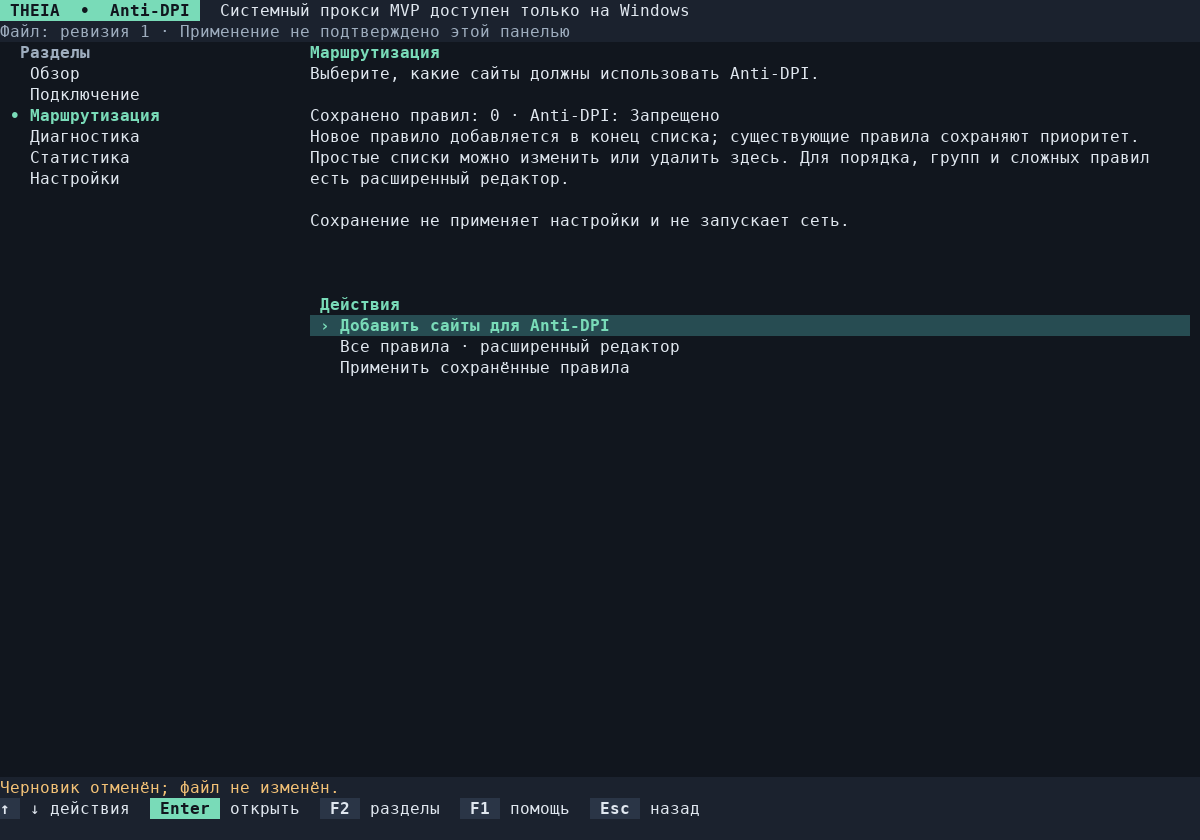 THEIA • Anti-DPI Системный прокси MVP доступен только на Windows
Файл: ревизия 1 · Применение не подтверждено этой панелью
Разделы
Обзор
Подключение
• Маршрутизация
Диагностика
Статистика
Настройки
Маршрутизация
Выберите, какие сайты должны использовать Anti-DPI.
Сохранено правил: 0 · Anti-DPI: Запрещено
Новое правило добавляется в конец списка; существующие правила сохраняют приоритет.
Простые списки можно изменить или удалить здесь. Для порядка, групп и сложных правил
есть расширенный редактор.
Сохранение не применяет настройки и не запускает сеть.
Действия
› Добавить сайты для Anti-DPI
Все правила · расширенный редактор
Применить сохранённые правила
Черновик отменён; файл не изменён.
↑ ↓ действия Enter открыть F2 разделы F1 помощь Esc назад